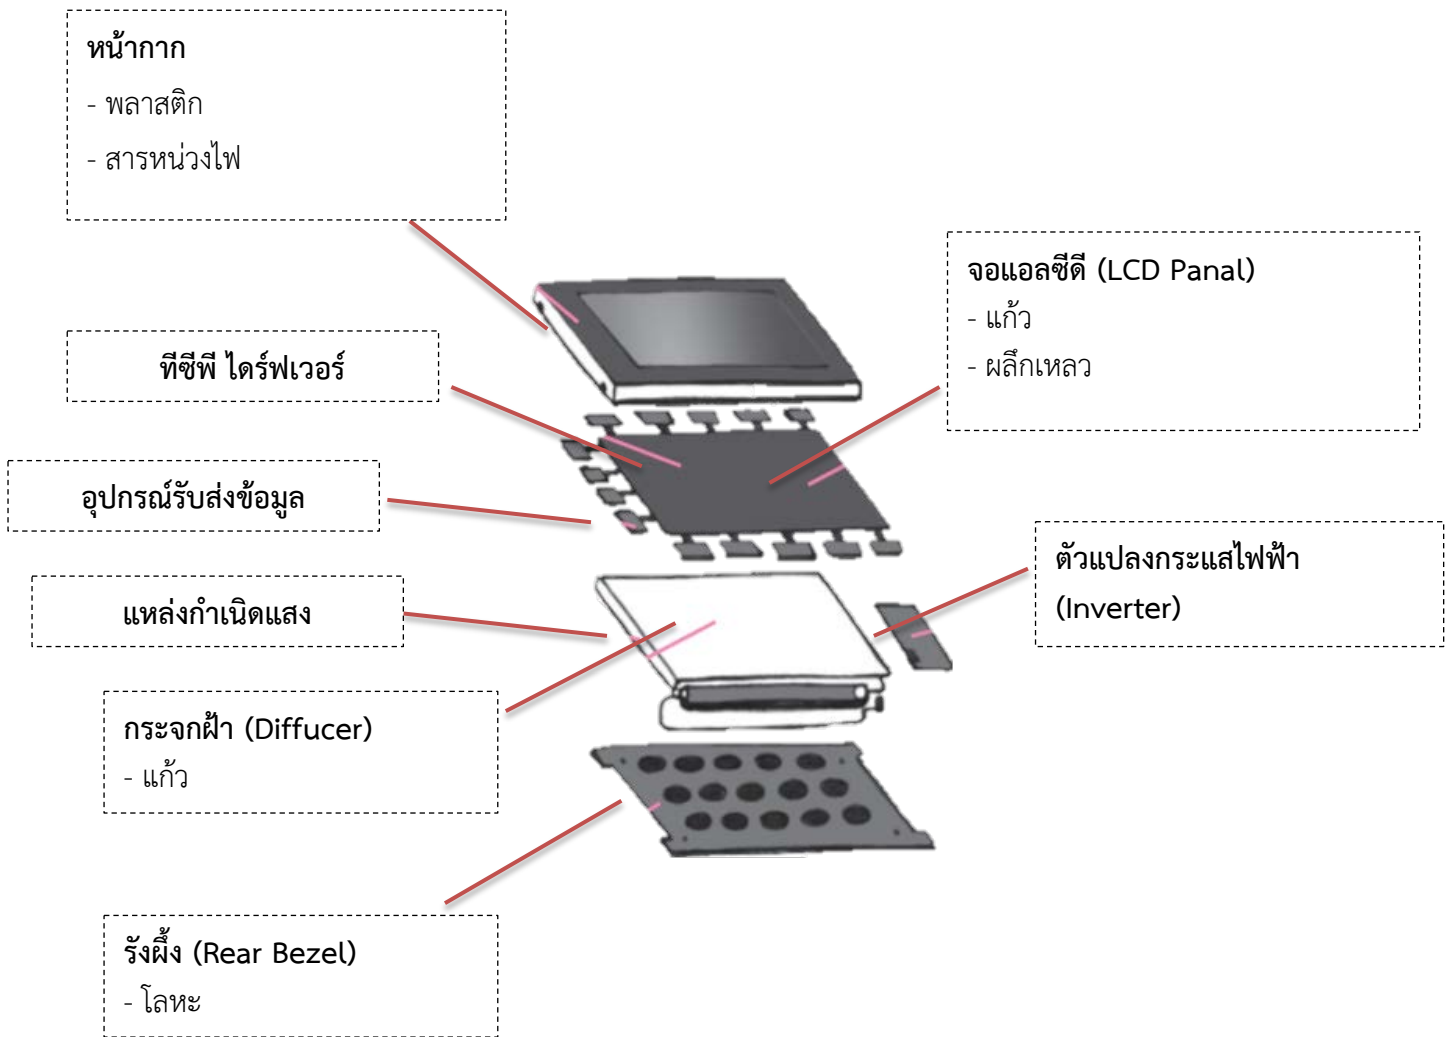 หน้ากาก
- พลาสติก
- สารหน่วงไฟ
จอแอลซีดี (LCD Panal)
- แก้ว
- ผลึกเหลว
ทีซีพี ไดร์ฟเวอร์
อุปกรณ์รับส่งข้อมูล
ตัวแปลงกระแสไฟฟ้า
(Inverter)
แหล่งกำเนิดแสง
กระจกฝ้า (Diffucer)
- แก้ว
รังผึ้ง (Rear Bezel)
- โลหะ